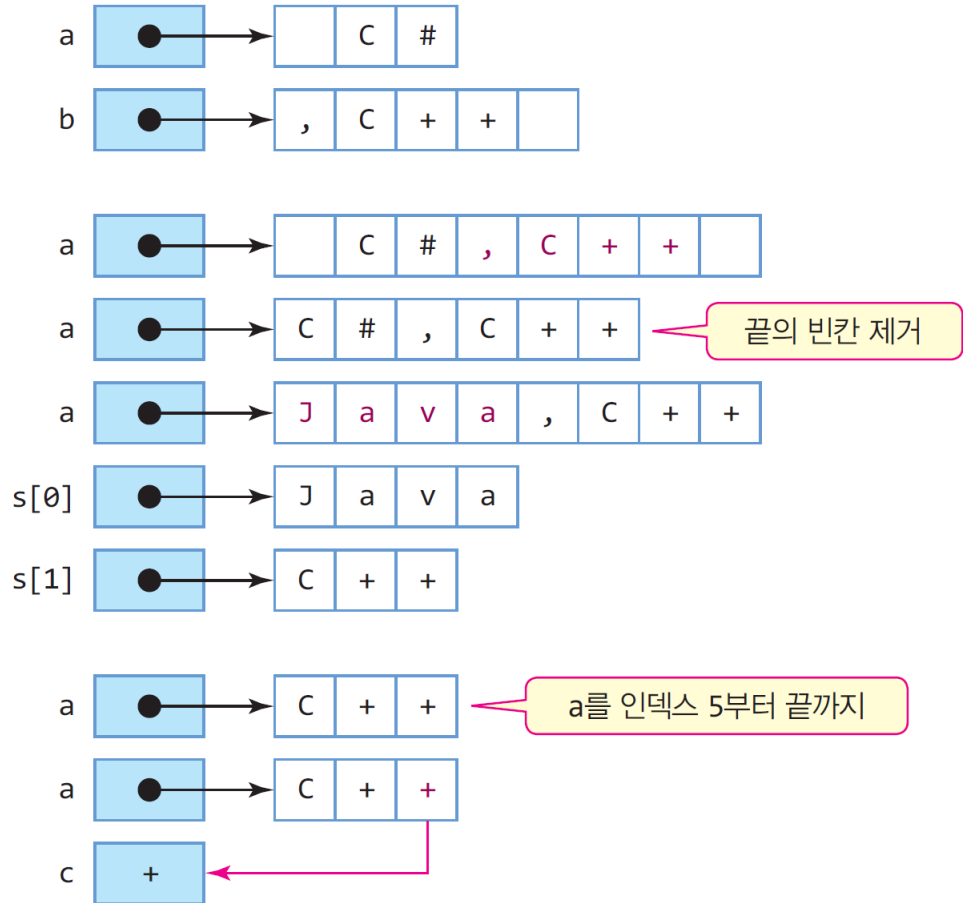 a C #
b , C + +
a C # , C + +
a C # , C + + 끝의 빈칸 제거
a J a v a , C + +
s[0] J a v a
s[1] C + +
a C + + a를 인덱스 5부터 끝까지
a C + +
c +